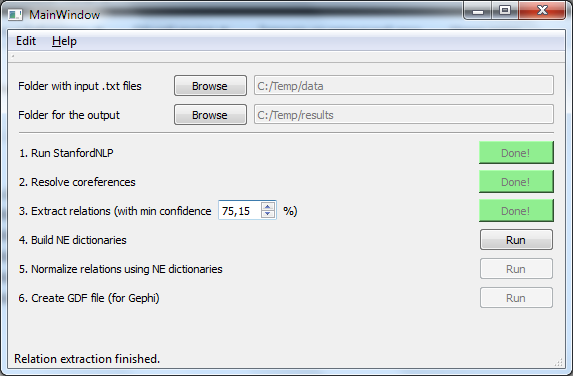 MainWindow
Edit Help
Folder with input .txt files Browse C:/Temp/data
Folder for the output Browse C:/Temp/results
1. Run StanfordNLP Done!
2. Resolve coreferences Done!
3. Extract relations (with min confidence 75,15 %) Done!
4. Build NE dictionaries Run
5. Normalize relations using NE dictionaries Run
6. Create GDF file (for Gephi) Run
Relation extraction finished.